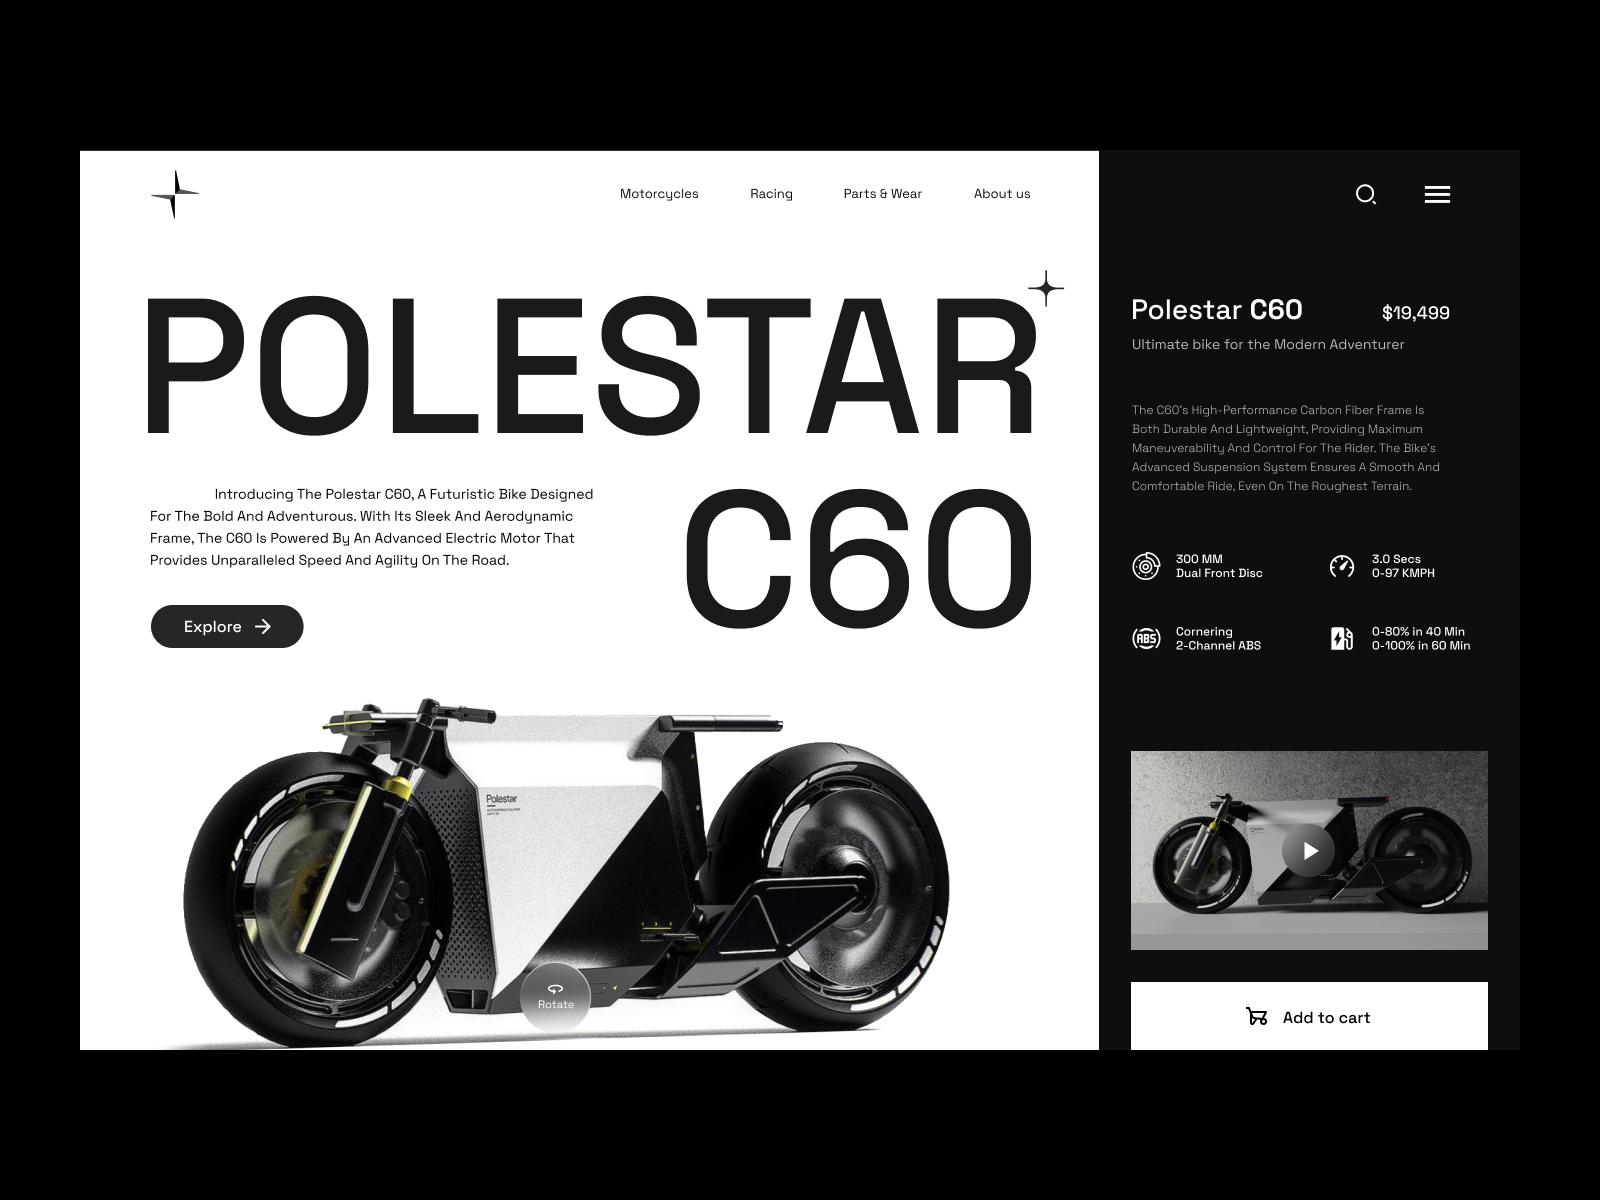 Motorcycles
Racing
Parts & Wear
About us
POLESTAR
C60
Introducing The Polestar C60, A Futuristic Bike Designed
For The Bold And Adventurous. With Its Sleek And Aerodynamic
Frame, The C60 Is Powered By An Advanced Electric Motor That
Provides Unparalleled Speed And Agility On The Road.
Explore
Polestar
Rotate
Polestar C60
$19,499
Ultimate bike for the Modern Adventurer
The C60's High-Performance Carbon Fiber Frame Is
Both Durable And Lightweight, Providing Maximum
Maneuverability And Control For The Rider. The Bike's
Advanced Suspension System Ensures A Smooth And
Comfortable Ride, Even On The Roughest Terrain.
300 MM
Dual Front Disc
3.0 Secs
0-97 KMPH
ABS
Cornering
2-Channel ABS
0-80% in 40 Min
0-100% in 60 Min
Add to cart